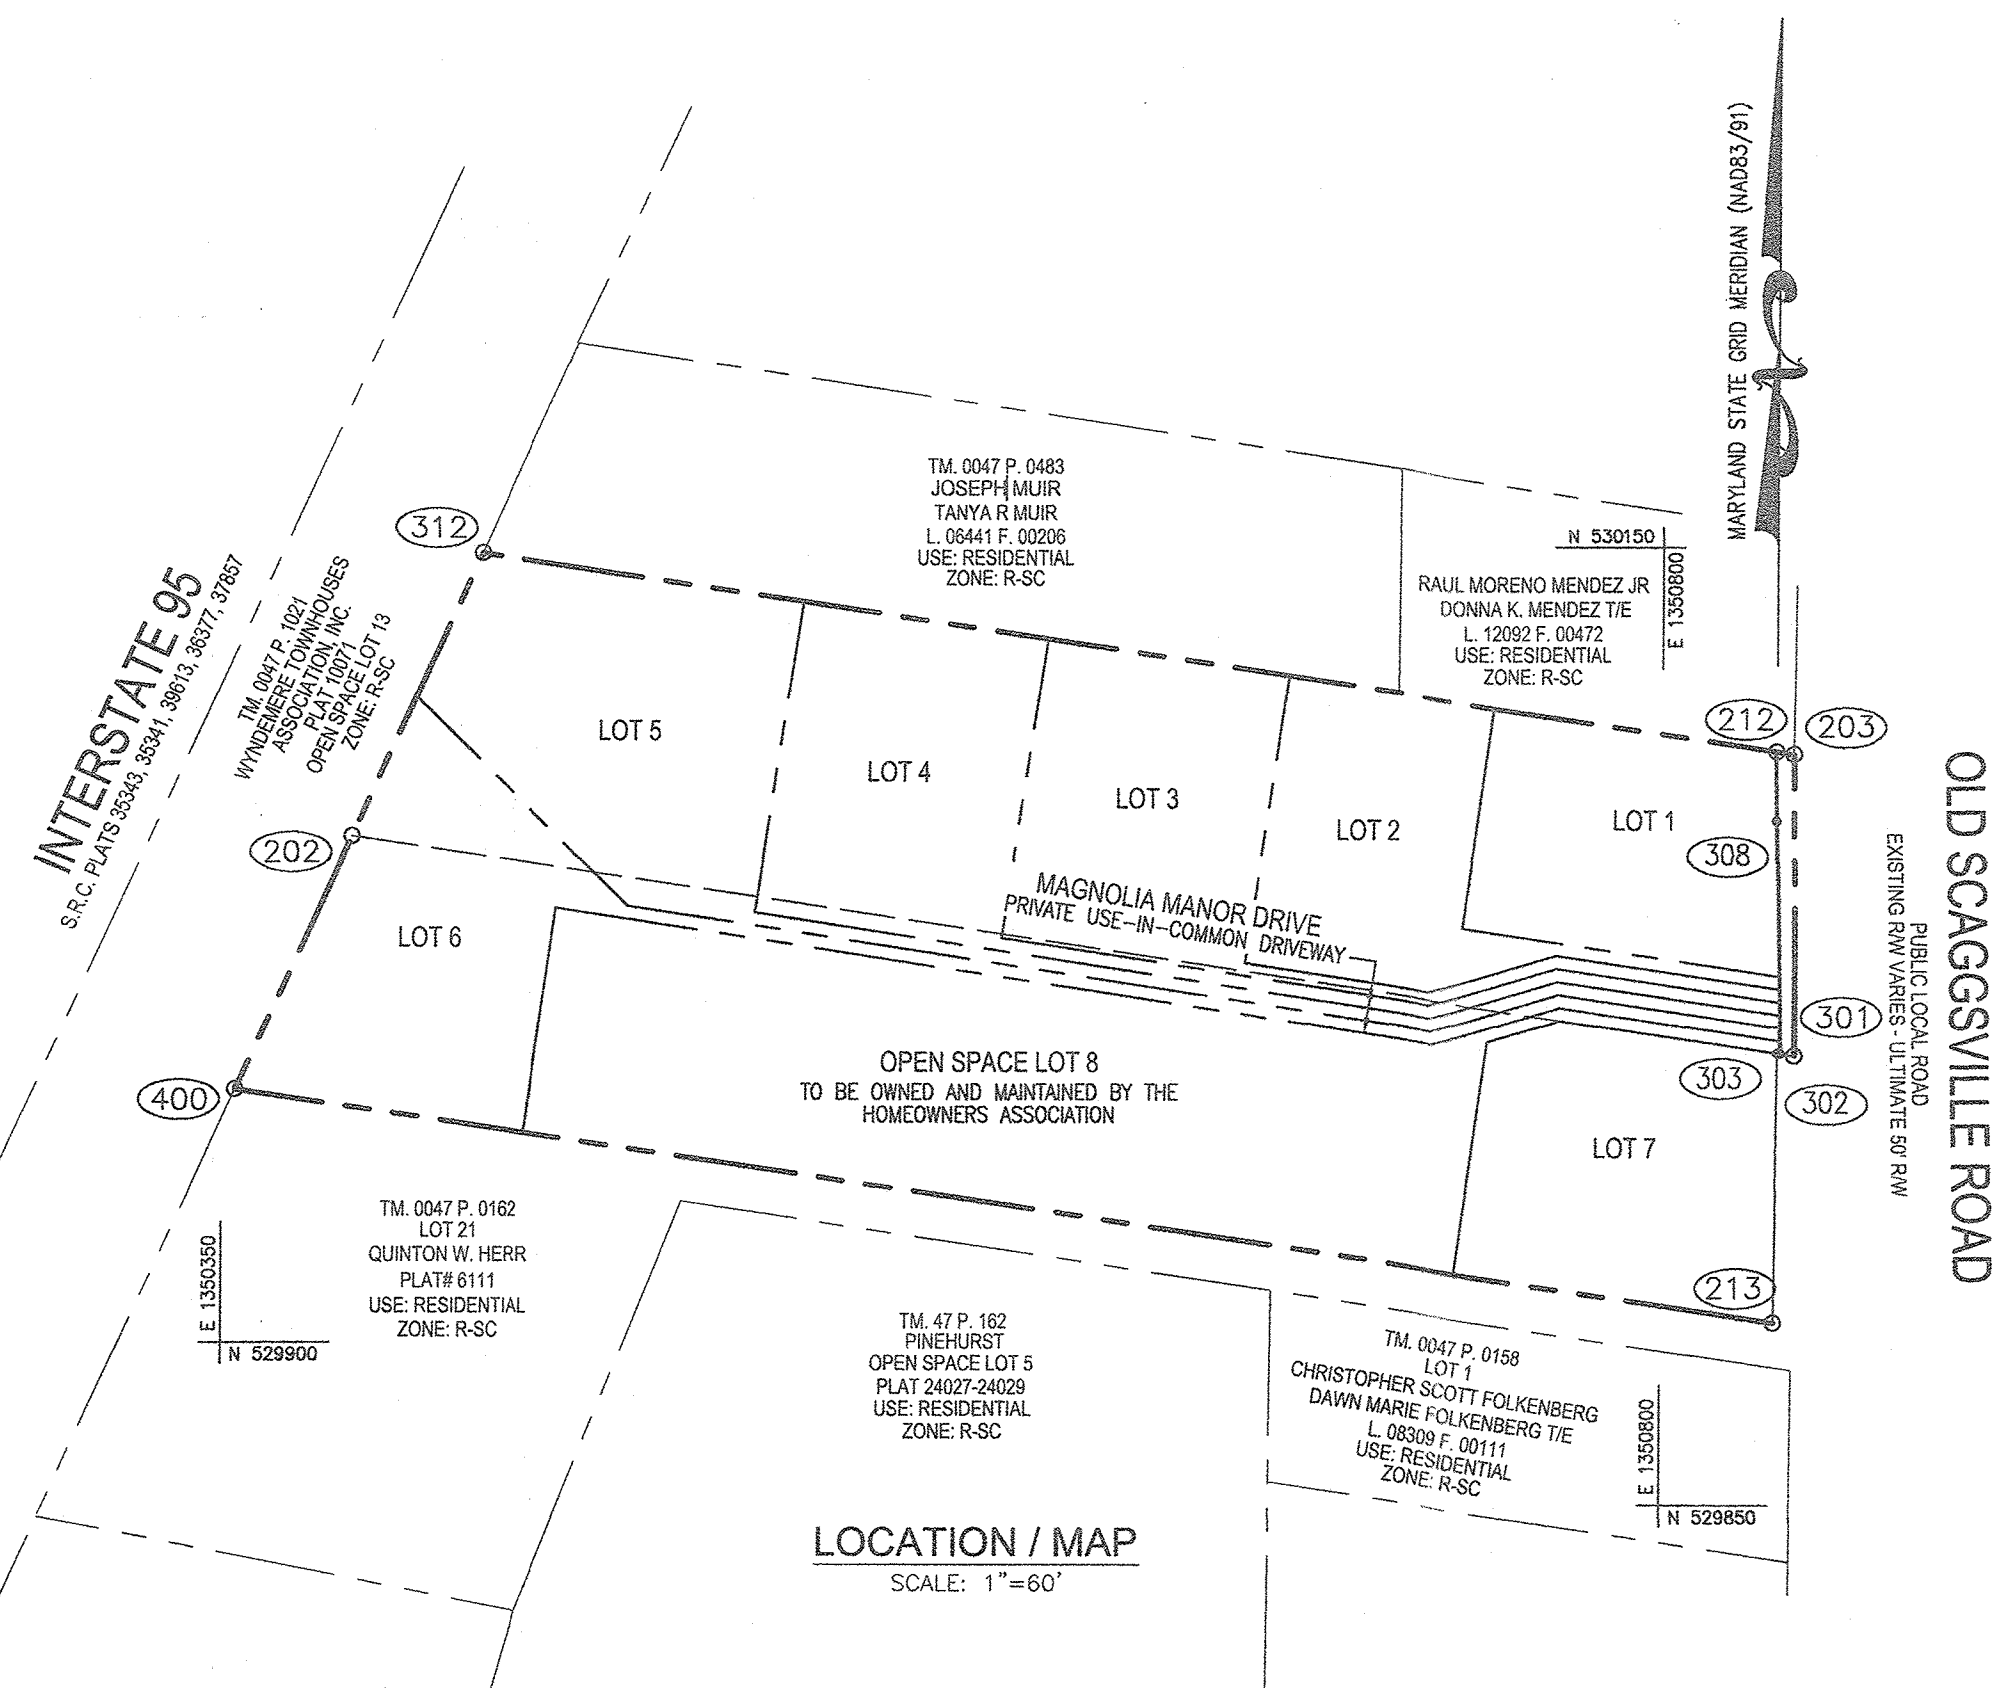 MARYLAND STATE GRID MERIDIAN (NAD83/91)
TM. 0047 P. 0483
JOSEPH MUIR
TANYA R MUIR
L. 06441 F. 00206
USE: RESIDENTIAL
ZONE: R-SC
N 530150
E 1350800
RAUL MORENO MENDEZ JR
DONNA K. MENDEZ T/E
L. 12092 F. 00472
USE: RESIDENTIAL
ZONE: R-SC
312
INTERSTATE 95
S.R.C. PLATS 35343, 35341, 39613, 36377, 37857
TM. 0047 P. 1021
WYNDEMERE TOWNHOUSES
ASSOCIATION, INC.
PLAT 10071
OPEN SPACE LOT 13
ZONE: R-SC
212
203
LOT 5
LOT 4
LOT 3
LOT 2
LOT 1
308
202
LOT 6
MAGNOLIA MANOR DRIVE
PRIVATE USE-IN-COMMON DRIVEWAY
OLD SCAGGSVILLE ROAD
PUBLIC LOCAL ROAD
EXISTING R/W VARIES - ULTIMATE 50' R/W
301
303
302
400
OPEN SPACE LOT 8
TO BE OWNED AND MAINTAINED BY THE
HOMEOWNERS ASSOCIATION
LOT 7
213
TM. 0047 P. 0162
LOT 21
QUINTON W. HERR
PLAT# 6111
USE: RESIDENTIAL
ZONE: R-SC
E 1350350
N 529900
TM. 47 P. 162
PINEHURST
OPEN SPACE LOT 5
PLAT 24027-24029
USE: RESIDENTIAL
ZONE: R-SC
TM. 0047 P. 0158
LOT 1
CHRISTOPHER SCOTT FOLKENBERG
DAWN MARIE FOLKENBERG T/E
L. 08309 F. 00111
USE: RESIDENTIAL
ZONE: R-SC
E 1350800
N 529850
LOCATION / MAP
SCALE: 1"=60'